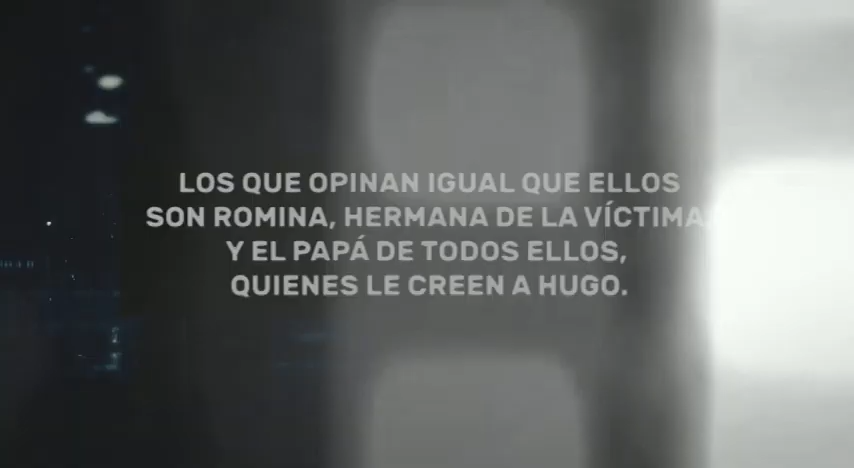 LOS QUE OPINAN IGUAL QUE ELLOS
SON ROMINA, HERMANA DE LA VÍCTIMA,
Y EL PAPÁ DE TODOS ELLOS,
QUIENES LE CREEN A HUGO.